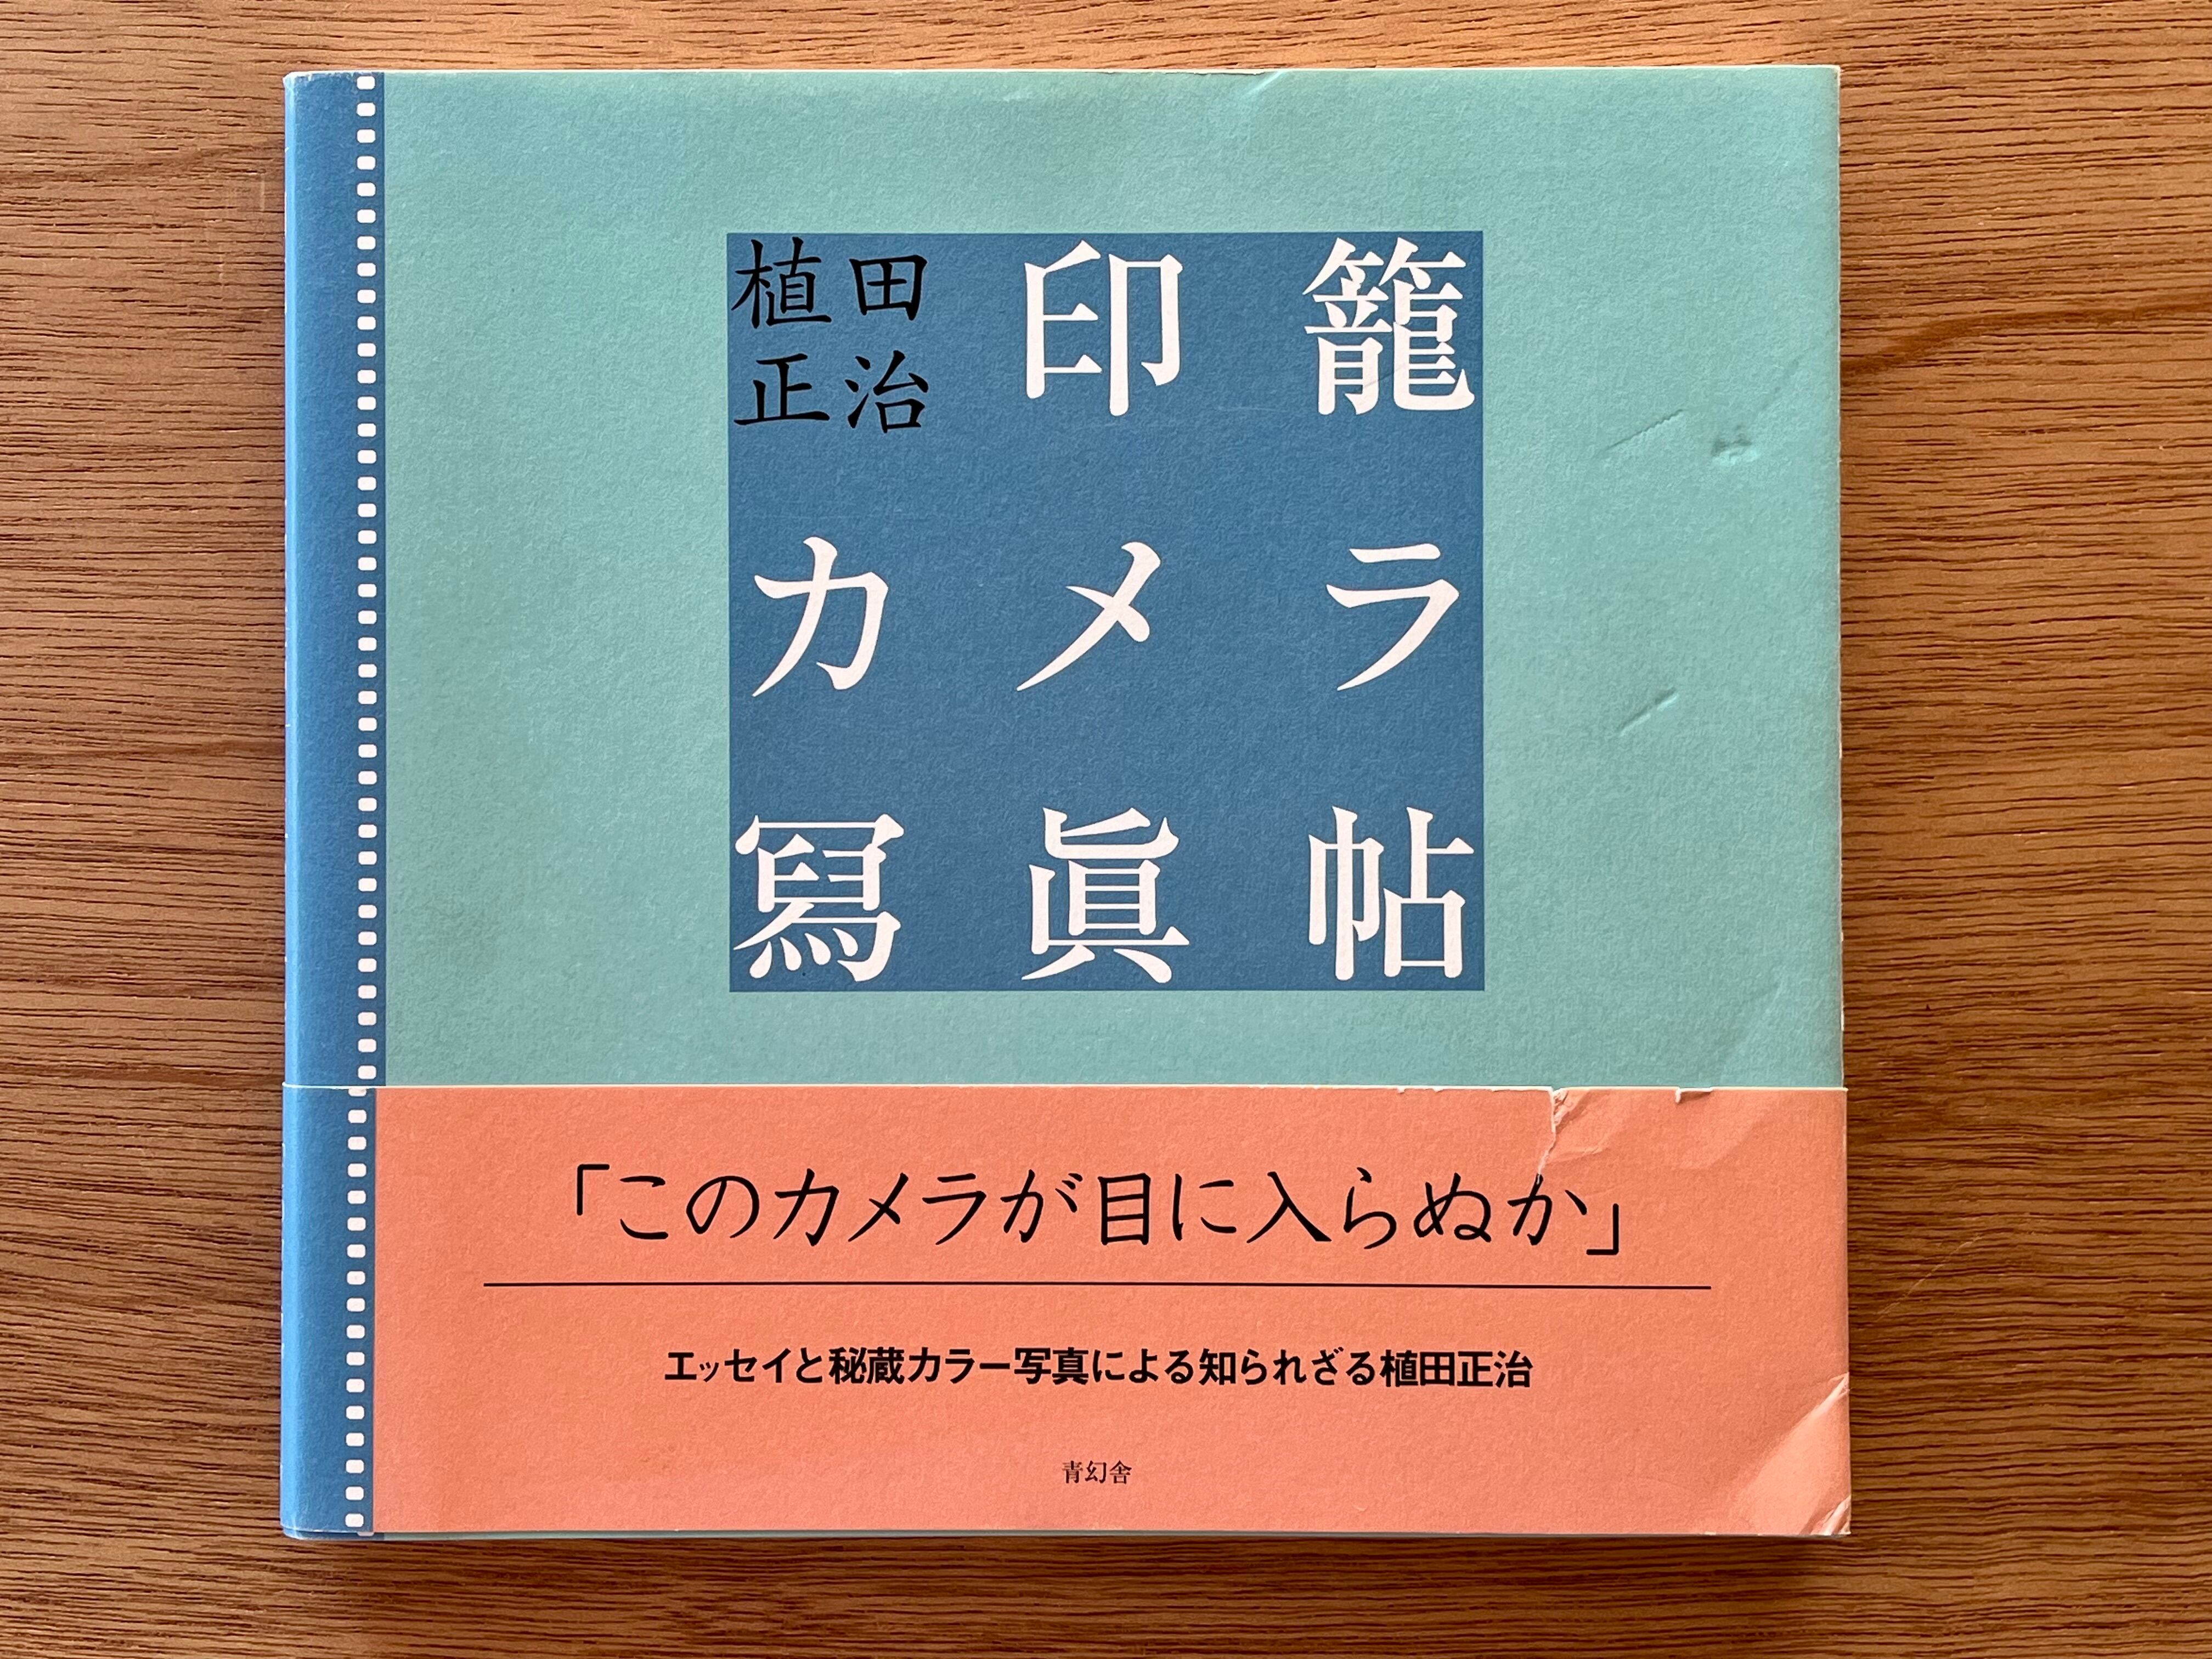 植田
正治
印籠
カメラ
冩眞帖
「このカメラが目に入らぬか」
エッセイと秘蔵カラー写真による知られざる植田正治
青幻舎